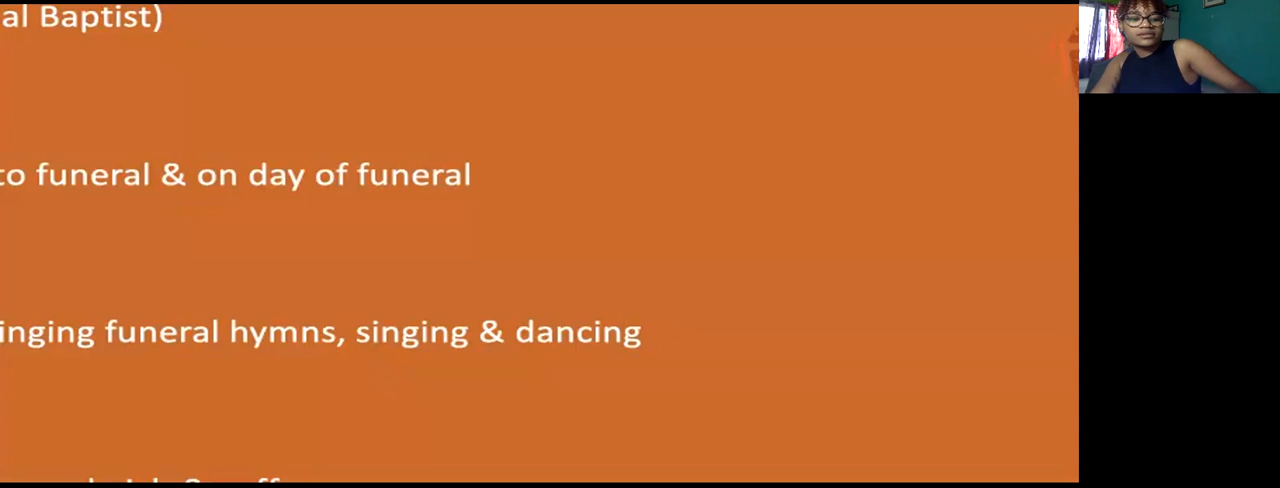 al Baptist)
to funeral & on day of funeral
inging funeral hymns, singing & dancing